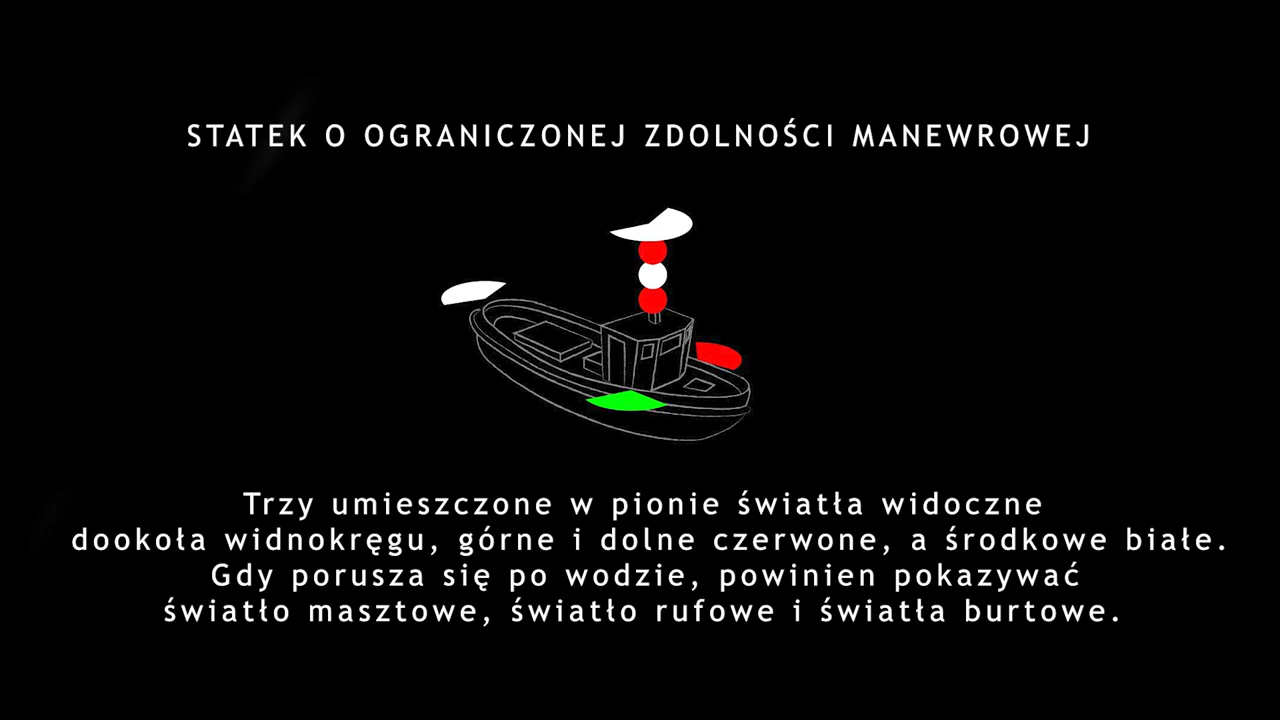 STATEK O OGRANICZONEJ ZDOLNOŚCI MANEWROWEJ
Trzy umieszczone w pionie światła widoczne
dookoła widnokręgu, górne i dolne czerwone, a środkowe białe.
Gdy porusza się po wodzie, powinien pokazywać
światło masztowe, światło rufowe i światła burtowe.